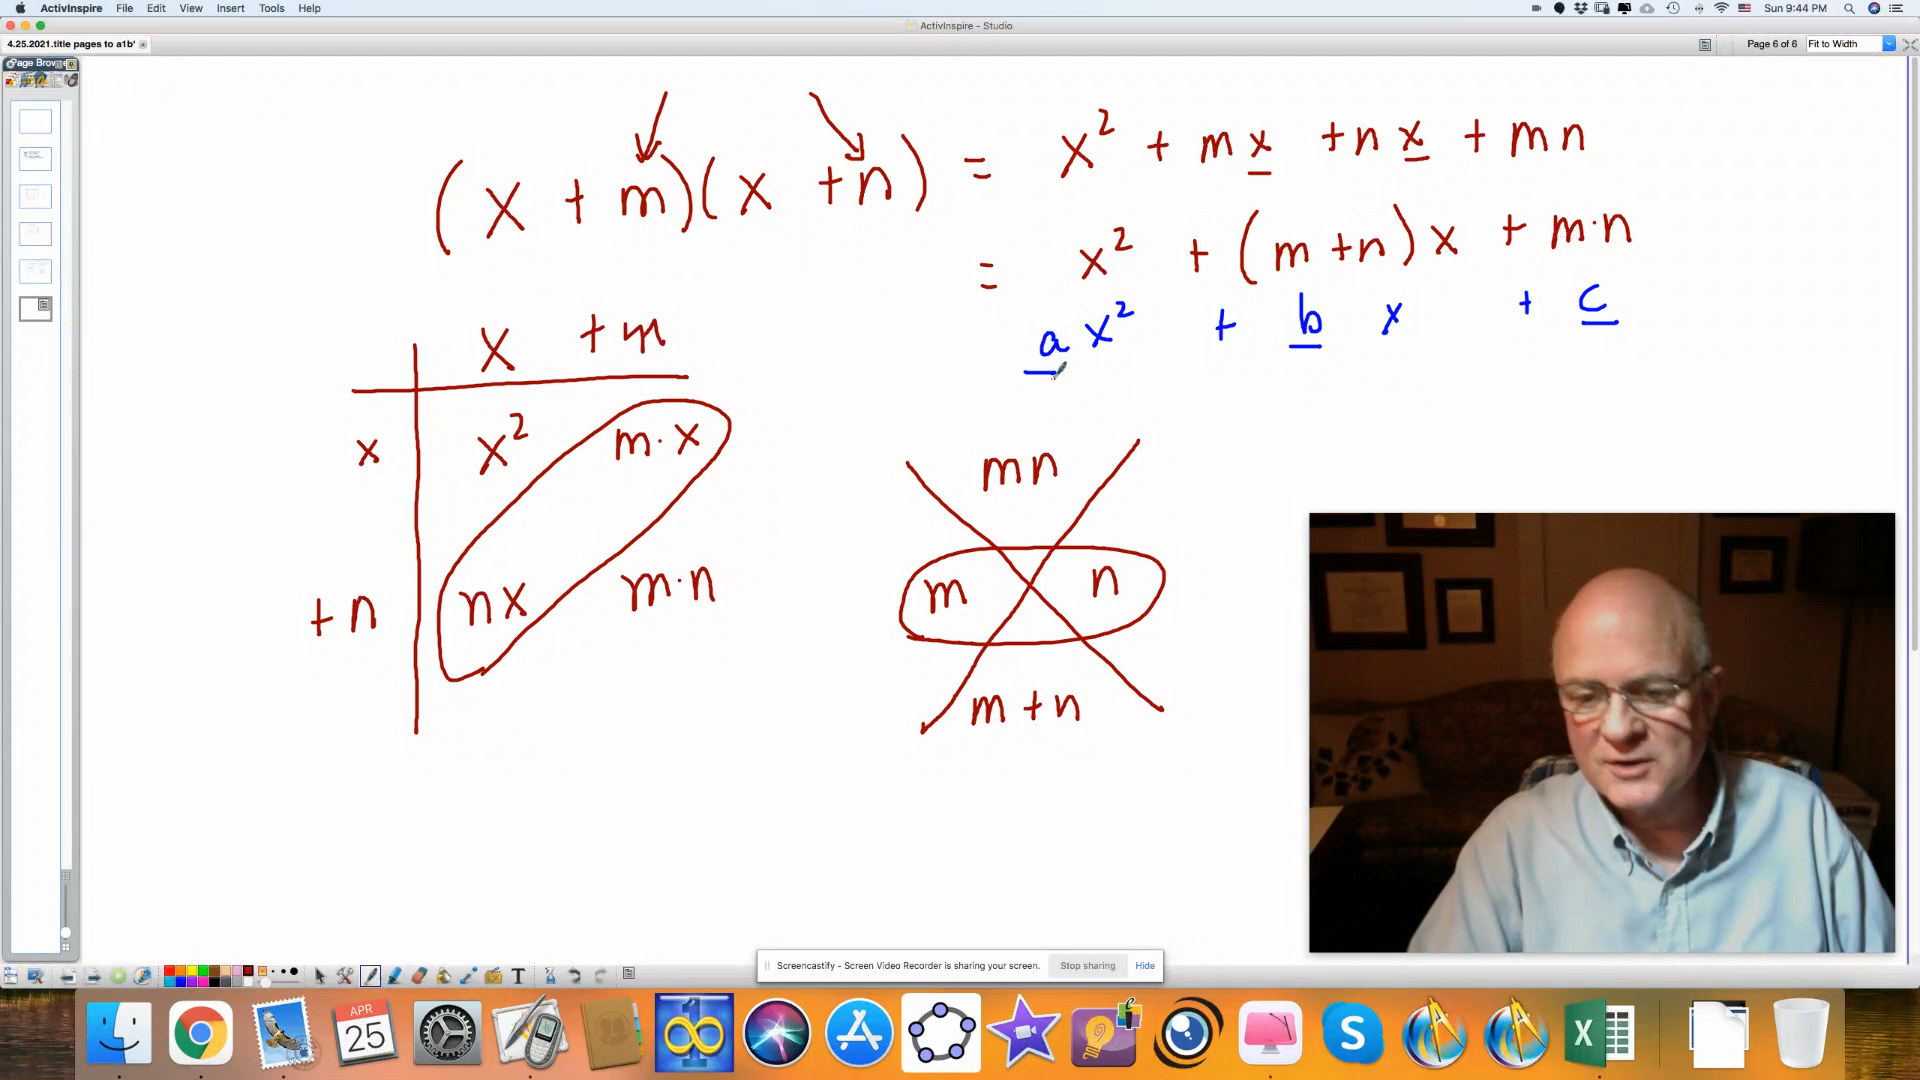 ActivInspire File Edit View Insert Tools Help Sun 9:44 PM
ActivInspire - Studio
4.25.2021.title pages to a1b' Page 6 of 6 Fit to Width
Page Brow
(x + m)(x + n) = x² + mx + nx + mn
= x² + (m + n)x + m·n
ax² + bx + c
x + m
x x² m·x
+ n nx m·n
mn
m n
m + n
Screencastify - Screen Video Recorder is sharing your screen. Stop sharing Hide
APR
25